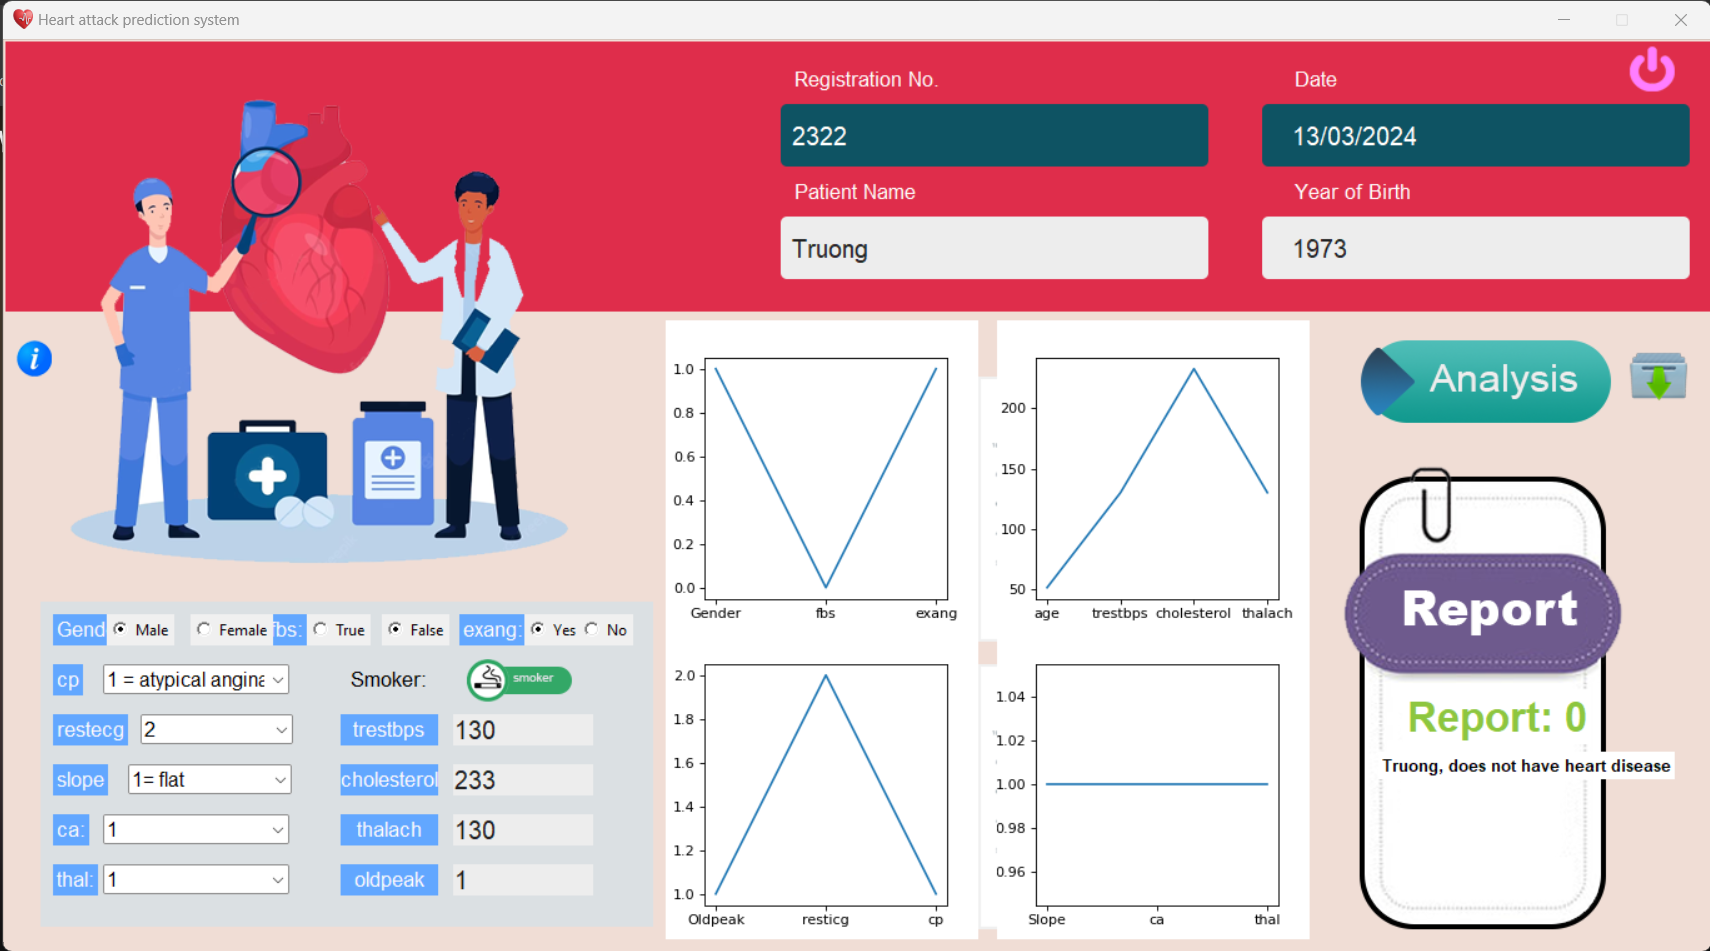 Heart attack prediction system
Registration No.
Date
2322
13/03/2024
Patient Name
Year of Birth
Truong
1973
i
Analysis
1.0
0.8
0.6
0.4
0.2
0.0
Gender fbs exang
200
150
100
50
age trestbps cholesterol thalach
2.0
1.8
1.6
1.4
1.2
1.0
Oldpeak resticg cp
1.04
1.02
1.00
0.98
0.96
Slope ca thal
Gend Male Female fbs: True False exang: Yes No
cp 1 = atypical angina Smoker: smoker
restecg 2 trestbps 130
slope 1= flat cholesterol 233
ca: 1 thalach 130
thal: 1 oldpeak 1
Report
Report: 0
Truong, does not have heart disease